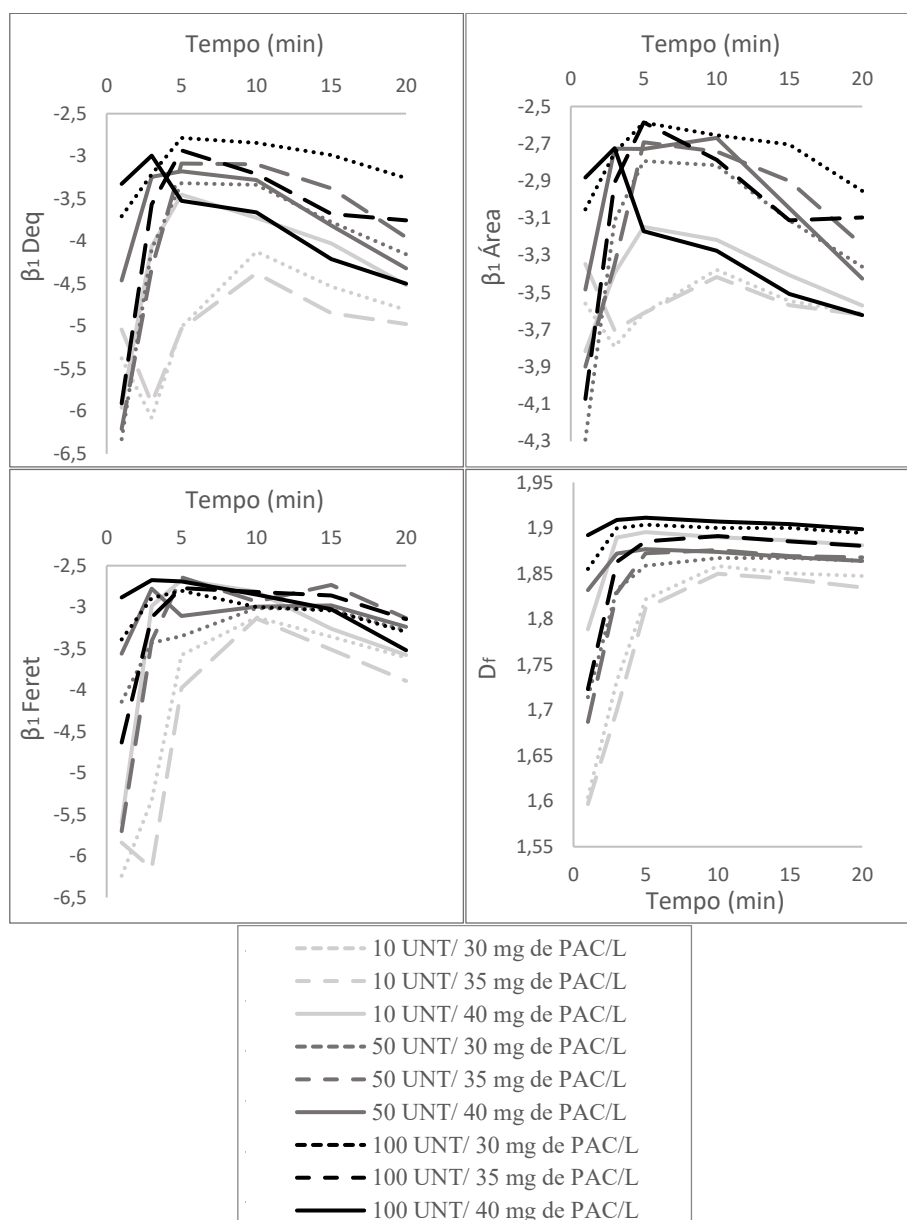 Tempo (min)
0 5 10 15 20
-2,5
-3
-3,5
-4
-4,5
-5
-5,5
-6
-6,5
β1 Deq
Tempo (min)
0 5 10 15 20
-2,5
-2,7
-2,9
-3,1
-3,3
-3,5
-3,7
-3,9
-4,1
-4,3
β1 Área
Tempo (min)
0 5 10 15 20
-2,5
-3
-3,5
-4
-4,5
-5
-5,5
-6
-6,5
β1 Feret
1,95
1,9
1,85
1,8
1,75
1,7
1,65
1,6
1,55
Df
0 5 10 15 20
Tempo (min)
10 UNT/ 30 mg de PAC/L
10 UNT/ 35 mg de PAC/L
10 UNT/ 40 mg de PAC/L
50 UNT/ 30 mg de PAC/L
50 UNT/ 35 mg de PAC/L
50 UNT/ 40 mg de PAC/L
100 UNT/ 30 mg de PAC/L
100 UNT/ 35 mg de PAC/L
100 UNT/ 40 mg de PAC/L